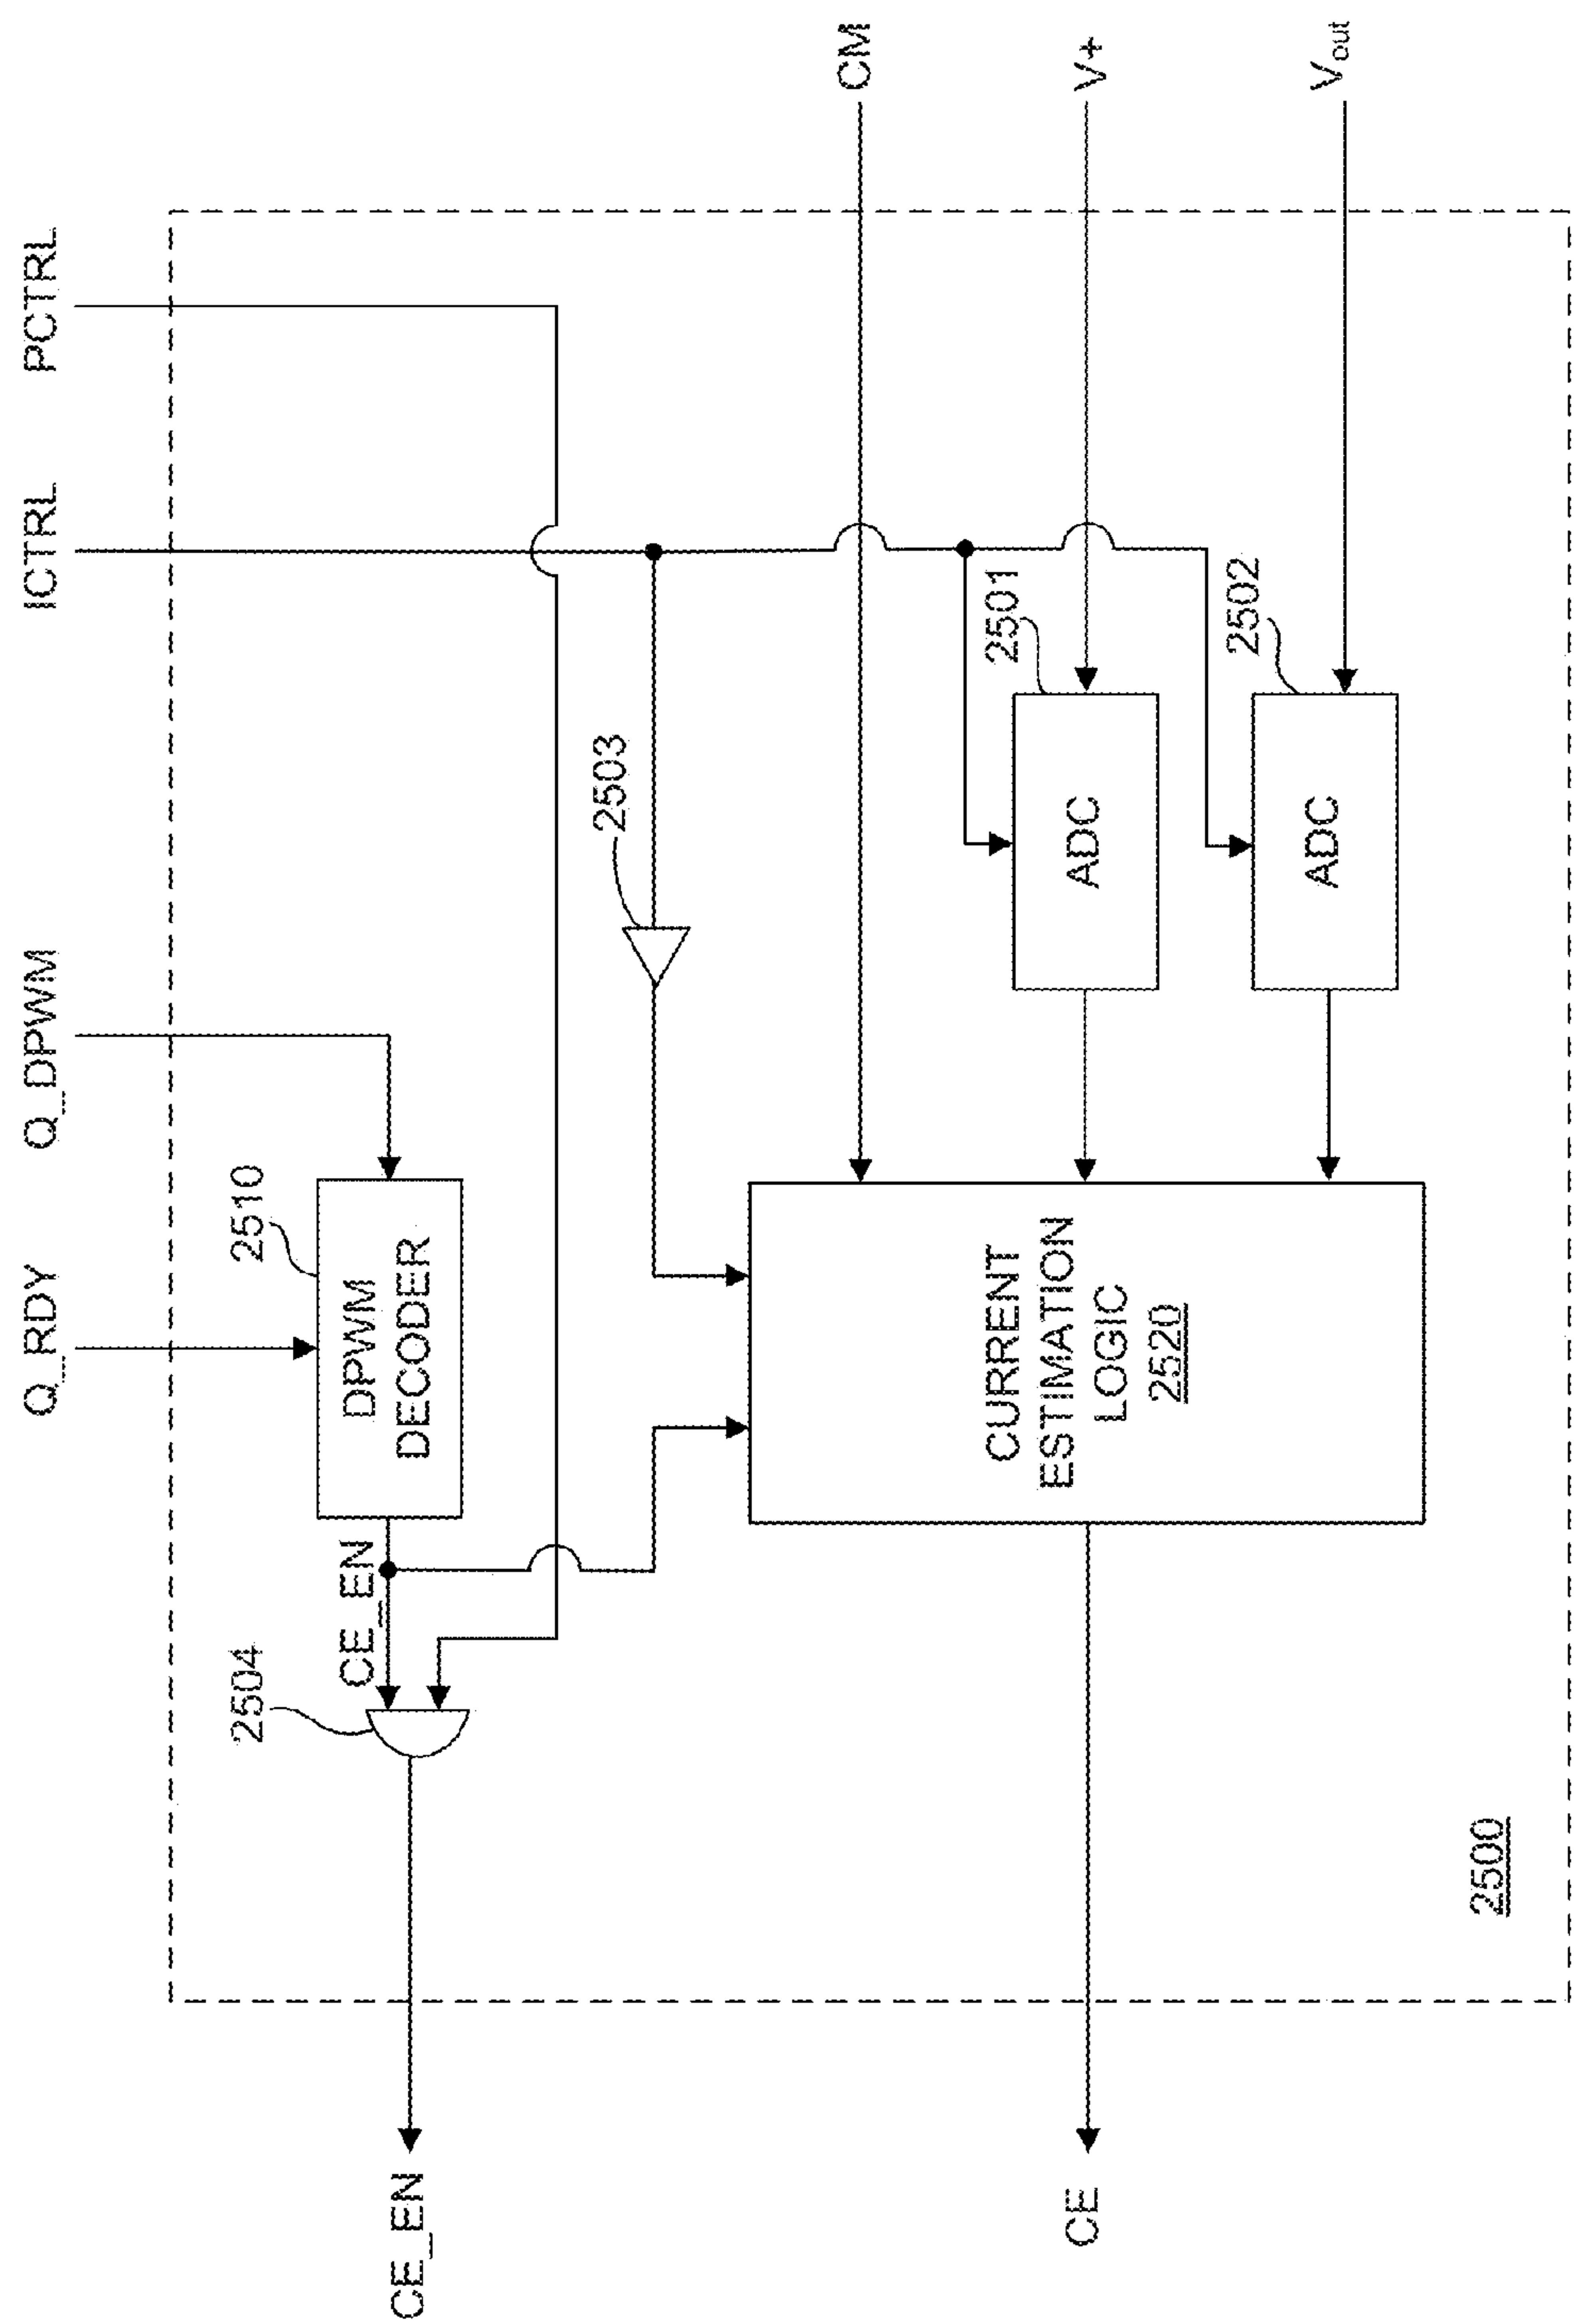 Q_RDY
Q_DPWM
ICTRL
PCTRL
2504
CE_EN
2510
DPWM
DECODER
CE_EN
2503
CM
CURRENT
ESTIMATION
LOGIC
2520
2501
ADC
V+
CE
2502
ADC
Vout
2500